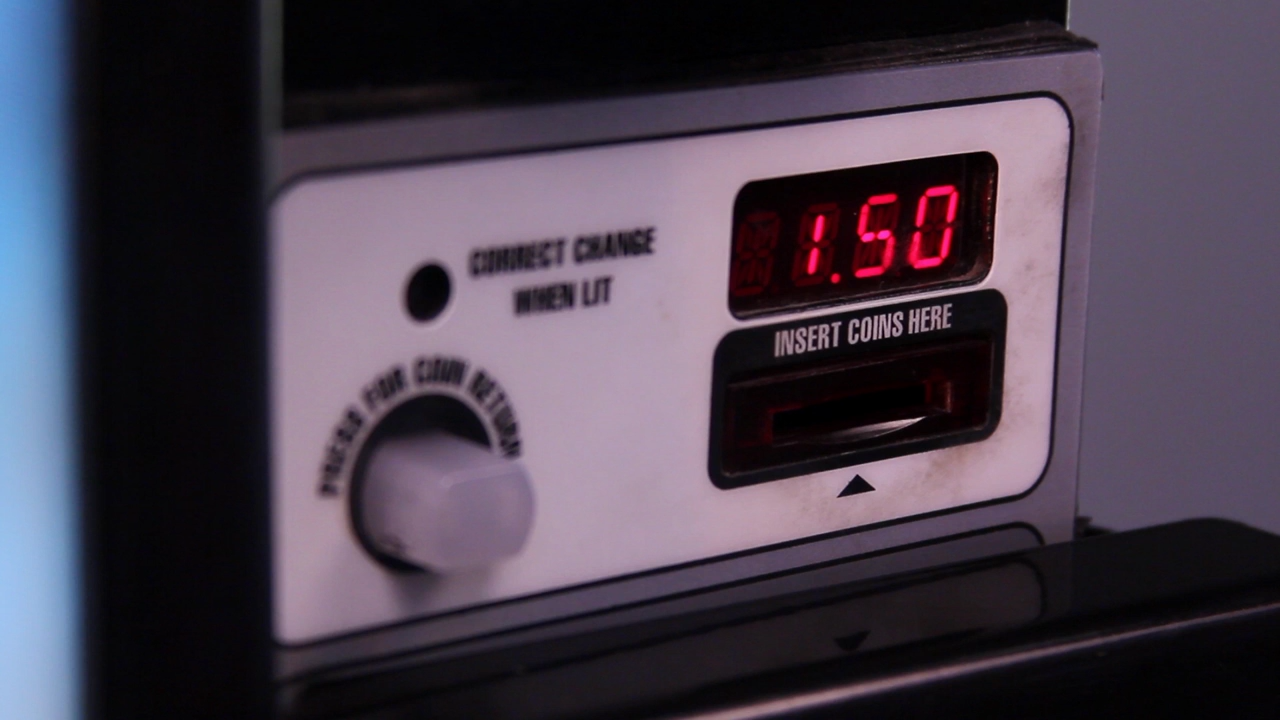 CORRECT CHANGE
WHEN LIT
1.50
INSERT COINS HERE
PRESS FOR COIN RETURN